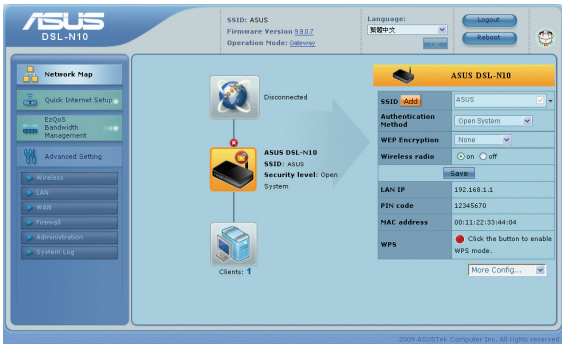 ASUS
DSL-N10
SSID: ASUS
Firmware Version 9.9.0.7
Operation Mode: Gateway
Language:
繁體中文
Logout
Reboot
Network Map
Quick Internet Setup
EzQoS
Bandwidth
Management
Advanced Setting
Wireless
LAN
WAN
Firewall
Administration
System Log
Disconnected
ASUS DSL-N10
SSID: ASUS
Security level: Open
System
Clients: 1
ASUS DSL-N10
SSID Add ASUS
Authentication
Method Open System
WEP Encryption None
Wireless radio on off
Save
LAN IP 192.168.1.1
PIN code 12345670
MAC address 00:11:22:33:44:04
WPS Click the button to enable
WPS mode.
More Config...
2009 ASUSTek Computer Inc. All rights reserved